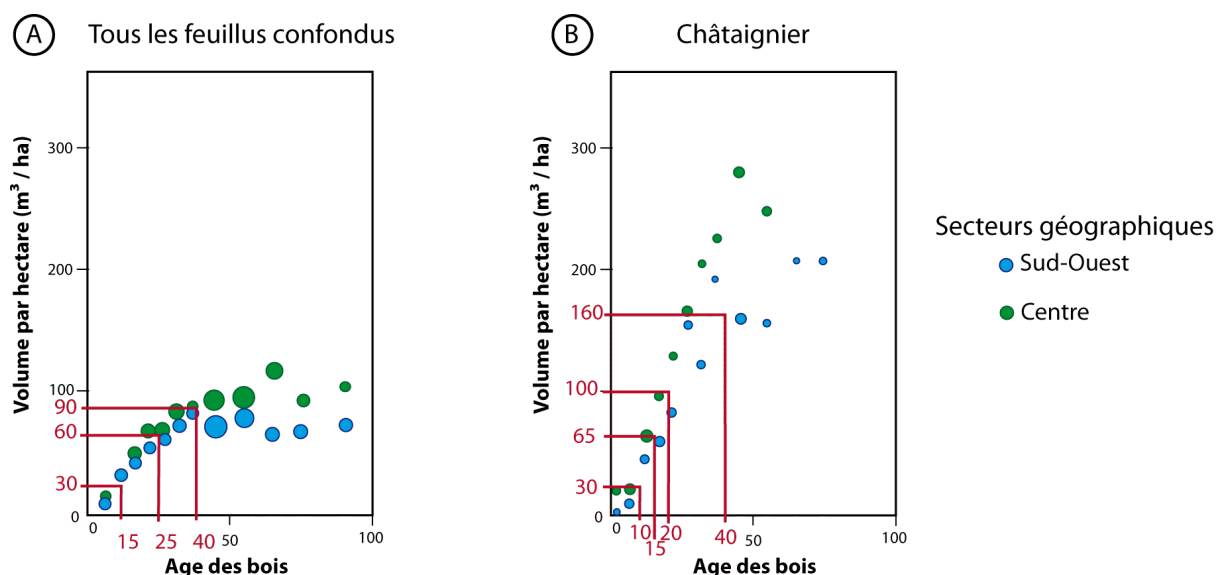 A Tous les feuillus confondus
Volume par hectare (m³ / ha)
300
200
100
90
60
30
0
0 50 100
15 25 40
Age des bois
B Châtaignier
Volume par hectare (m³ / ha)
300
200
160
100
65
30
0
0 50 100
10 20 40
15
Age des bois
Secteurs géographiques
Sud-Ouest
Centre